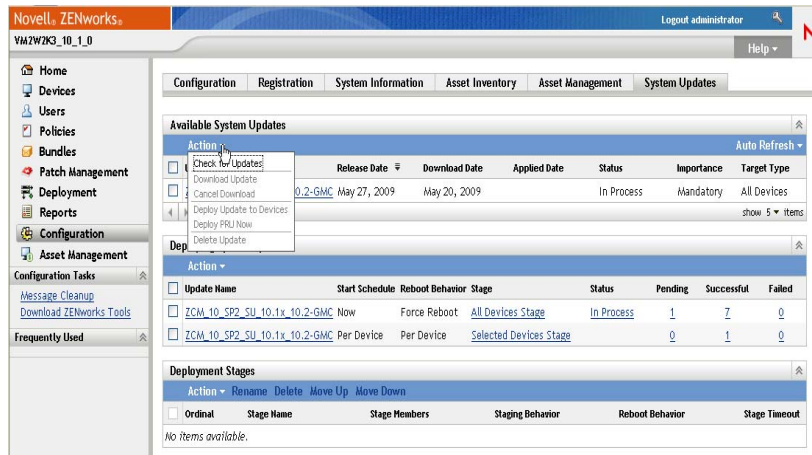 Novell® ZENworks®
Logout administrator
VM2W2K3_10_1_0
Help
Home
Devices
Users
Policies
Bundles
Patch Management
Deployment
Reports
Configuration
Asset Management
Configuration Tasks
Message Cleanup
Download ZENworks Tools
Frequently Used
Configuration Registration System Information Asset Inventory Asset Management System Updates
Available System Updates
Action Auto Refresh
Release Date Download Date Applied Date Status Importance Target Type
0.2-GMC May 27, 2009 May 20, 2009 In Process Mandatory All Devices
show 5 items
Check for Updates
Download Update
Cancel Download
Deploy Update to Devices
Deploy PRU Now
Delete Update
Dep
Action
Update Name Start Schedule Reboot Behavior Stage Status Pending Successful Failed
ZCM_10_SP2_SU_10.1x_10.2-GMC Now Force Reboot All Devices Stage In Process 1 7 0
ZCM_10_SP2_SU_10.1x_10.2-GMC Per Device Per Device Selected Devices Stage 0 1 0
Deployment Stages
Action Rename Delete Move Up Move Down
Ordinal Stage Name Stage Members Staging Behavior Reboot Behavior Stage Timeout
No items available.